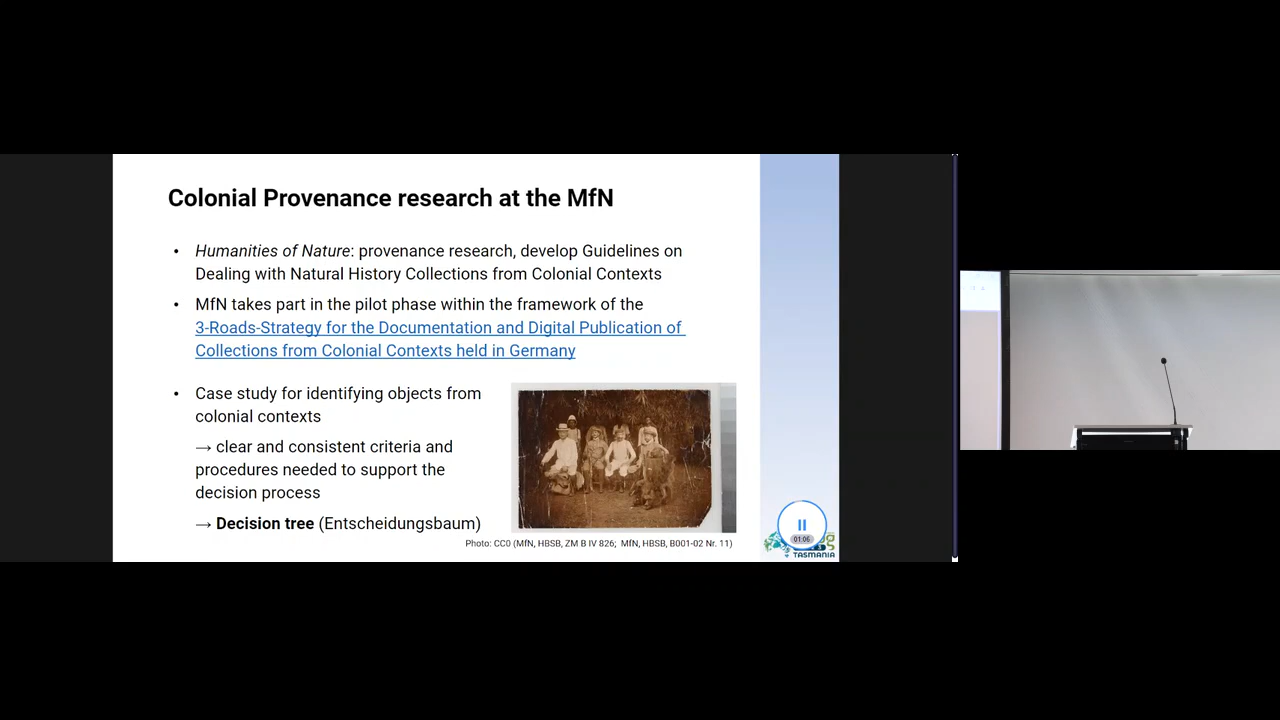 Colonial Provenance research at the MfN
• Humanities of Nature: provenance research, develop Guidelines on
Dealing with Natural History Collections from Colonial Contexts
• MfN takes part in the pilot phase within the framework of the
3-Roads-Strategy for the Documentation and Digital Publication of
Collections from Colonial Contexts held in Germany
• Case study for identifying objects from
colonial contexts
→ clear and consistent criteria and
procedures needed to support the
decision process
→ Decision tree (Entscheidungsbaum)
Photo: CC0 (MfN, HBSB, ZM B IV 826; MfN, HBSB, B001-02 Nr. 11)
01:06
TASMANIA